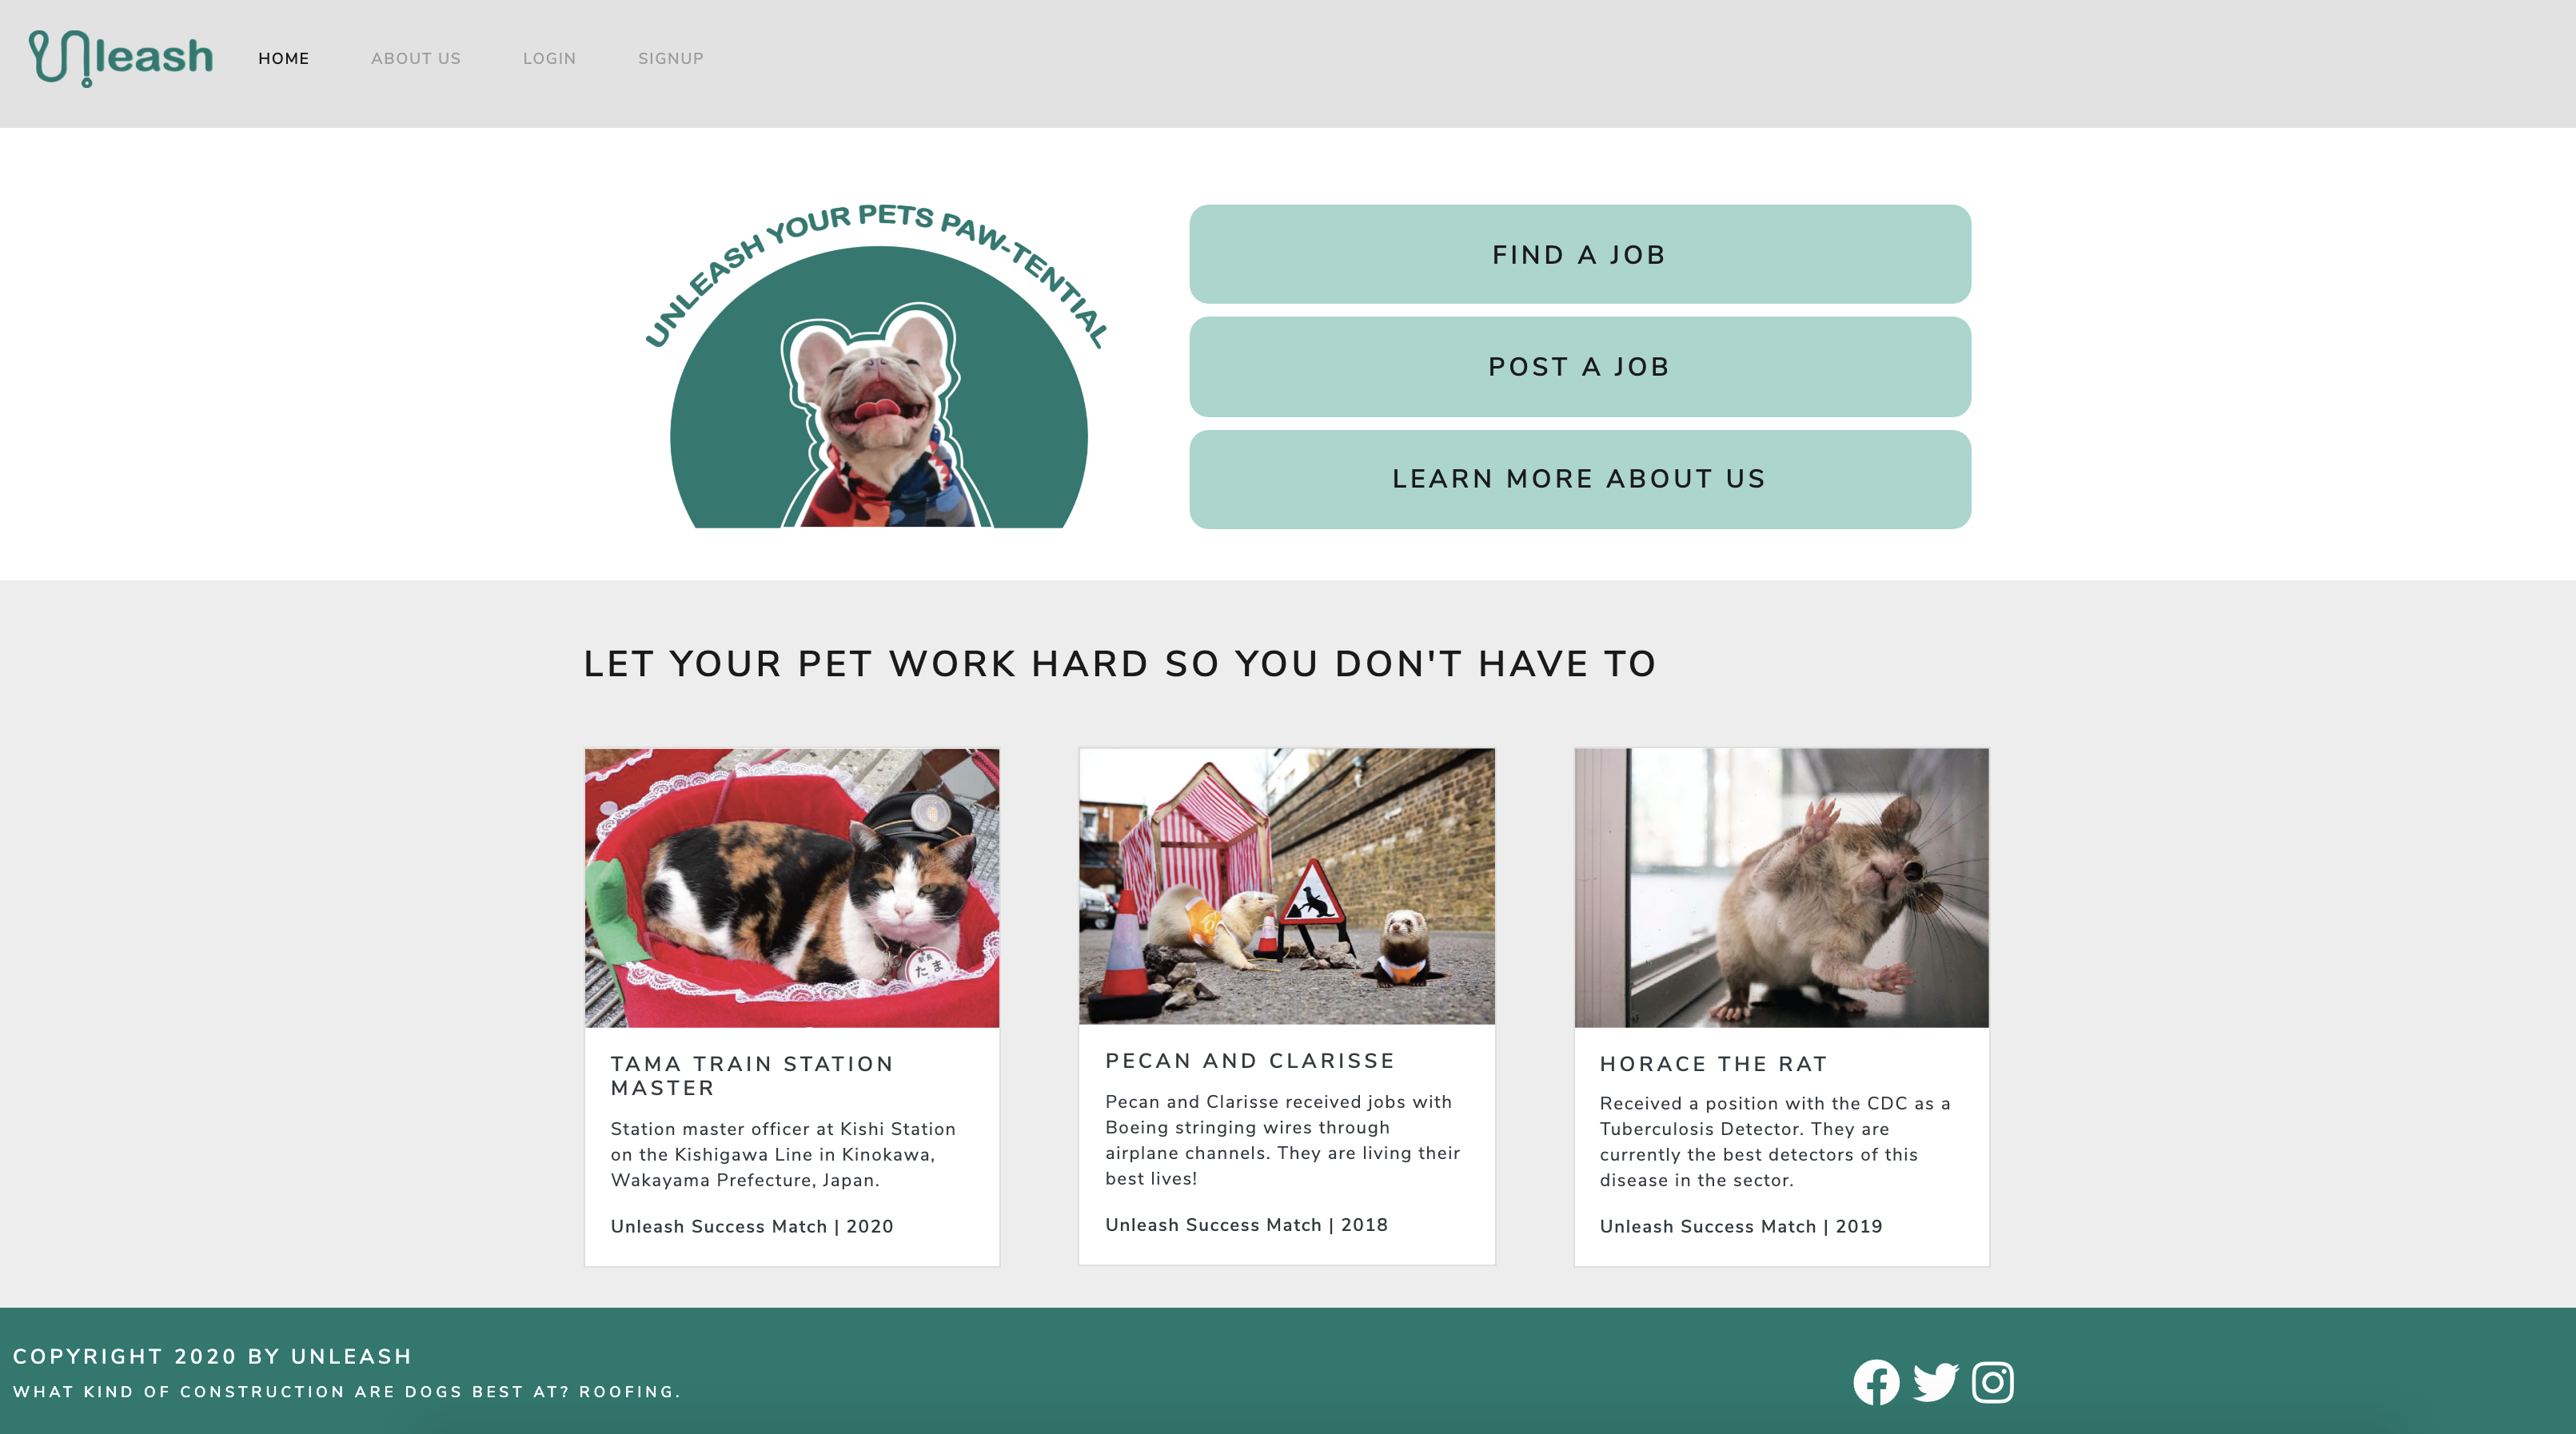 Unleash
HOME
ABOUT US
LOGIN
SIGNUP
UNLEASH YOUR PETS PAW-TENTIAL
FIND A JOB
POST A JOB
LEARN MORE ABOUT US
LET YOUR PET WORK HARD SO YOU DON'T HAVE TO
たま
TAMA TRAIN STATION
MASTER
Station master officer at Kishi Station
on the Kishigawa Line in Kinokawa,
Wakayama Prefecture, Japan.
Unleash Success Match | 2020
PECAN AND CLARISSE
Pecan and Clarisse received jobs with
Boeing stringing wires through
airplane channels. They are living their
best lives!
Unleash Success Match | 2018
HORACE THE RAT
Received a position with the CDC as a
Tuberculosis Detector. They are
currently the best detectors of this
disease in the sector.
Unleash Success Match | 2019
COPYRIGHT 2020 BY UNLEASH
WHAT KIND OF CONSTRUCTION ARE DOGS BEST AT? ROOFING.